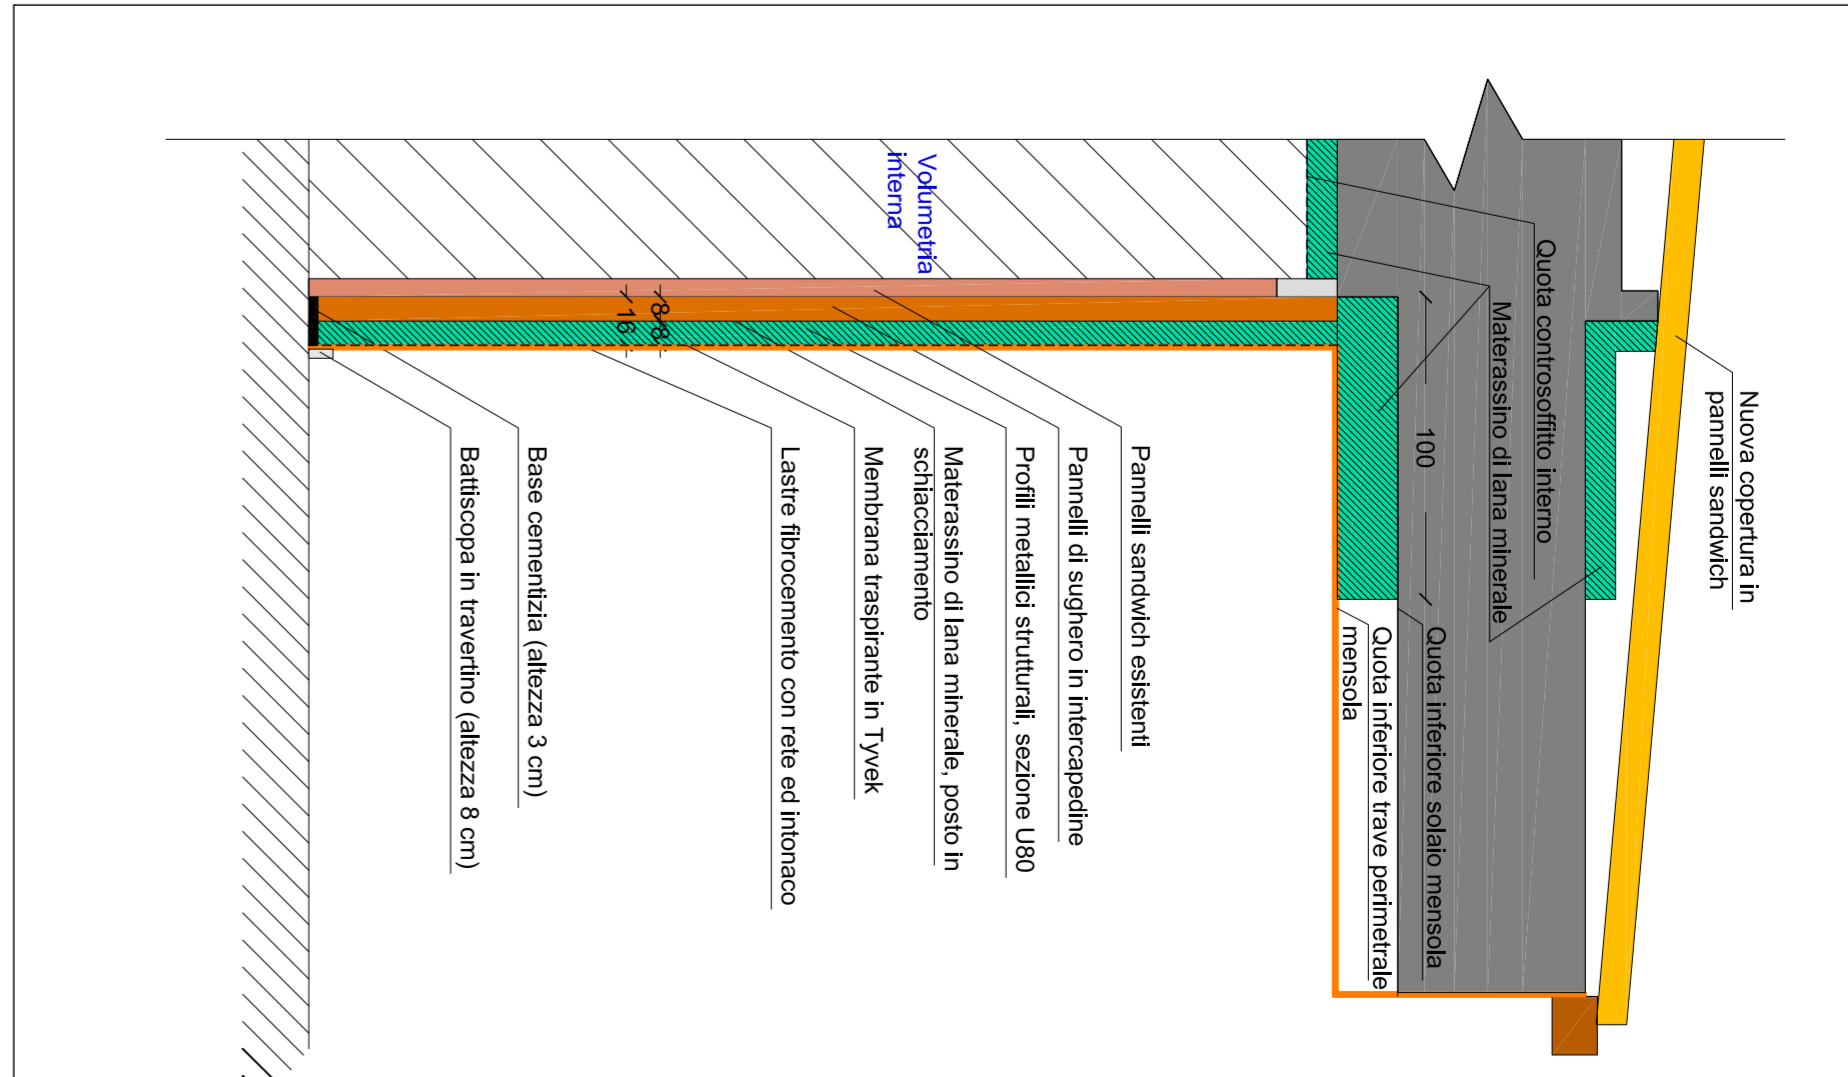 Nuova copertura in
pannelli sandwich
Quota controsoffitto interno
Materassino di lana minerale
100
Quota inferiore solaio mensola
Quota inferiore trave perimetrale
mensola
Volumetria
interna
Pannelli sandwich esistenti
Pannelli di sughero in intercapedine
Profili metallici strutturali, sezione U80
Materassino di lana minerale, posto in
schiacciamento
Membrana traspirante in Tyvek
Lastre fibrocemento con rete ed intonaco
8 8
16
Base cementizia (altezza 3 cm)
Battiscopa in travertino (altezza 8 cm)